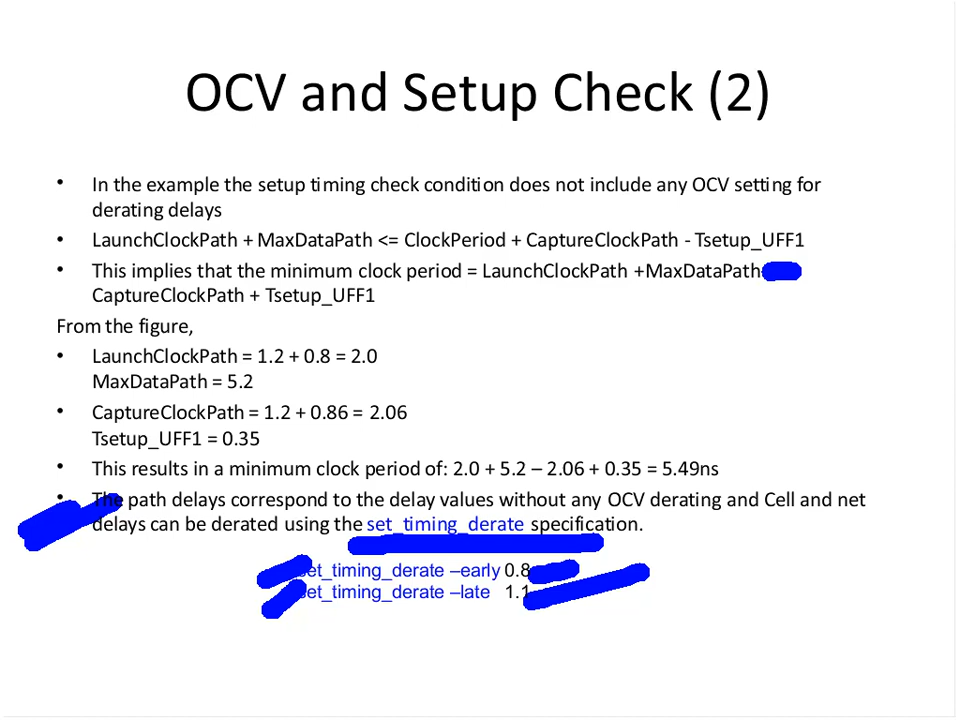 OCV and Setup Check (2)
• In the example the setup timing check condition does not include any OCV setting for
derating delays
• LaunchClockPath + MaxDataPath <= ClockPeriod + CaptureClockPath - Tsetup_UFF1
• This implies that the minimum clock period = LaunchClockPath +MaxDataPath
CaptureClockPath + Tsetup_UFF1
From the figure,
• LaunchClockPath = 1.2 + 0.8 = 2.0
MaxDataPath = 5.2
• CaptureClockPath = 1.2 + 0.86 = 2.06
Tsetup_UFF1 = 0.35
• This results in a minimum clock period of: 2.0 + 5.2 – 2.06 + 0.35 = 5.49ns
• The path delays correspond to the delay values without any OCV derating and Cell and net
delays can be derated using the set_timing_derate specification.
set_timing_derate –early 0.8
set_timing_derate –late 1.1